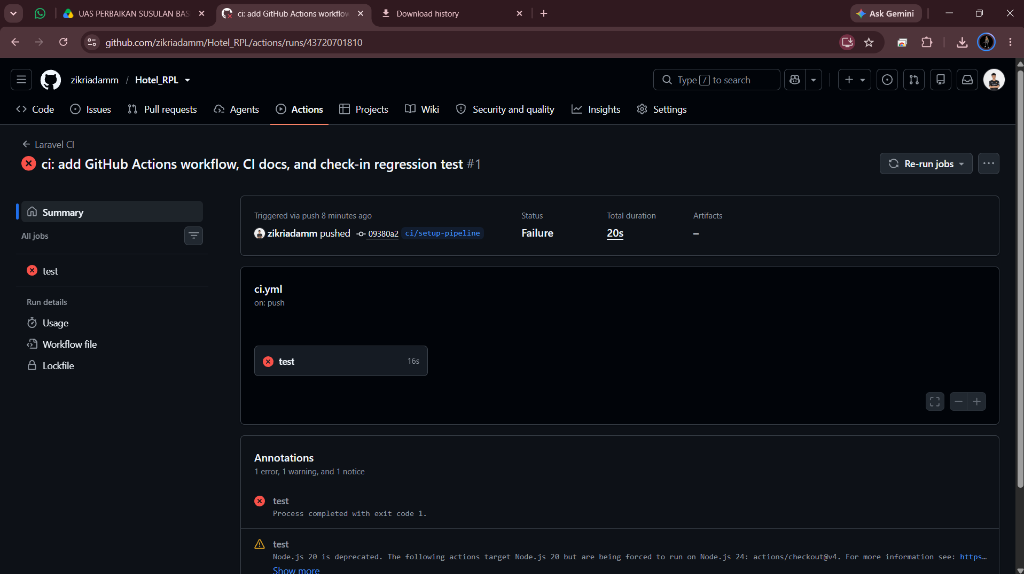 UAS PERBAIKAN SUSULAN BAS
ci: add GitHub Actions workflow
Download history
Ask Gemini
github.com/zikriadamm/Hotel_RPL/actions/runs/43720701810
zikriadamm / Hotel_RPL
Type / to search
Code
Issues
Pull requests
Agents
Actions
Projects
Wiki
Security and quality
Insights
Settings
Laravel CI
ci: add GitHub Actions workflow, CI docs, and check-in regression test #1
Re-run jobs
Summary
All jobs
test
Run details
Usage
Workflow file
Lockfile
Triggered via push 8 minutes ago
zikriadamm pushed 09380a2 ci/setup-pipeline
Status
Failure
Total duration
20s
Artifacts
–
ci.yml
on: push
test 16s
Annotations
1 error, 1 warning, and 1 notice
test
Process completed with exit code 1.
test
Node.js 20 is deprecated. The following actions target Node.js 20 but are being forced to run on Node.js 24: actions/checkout@v4. For more information see: https…
Show more